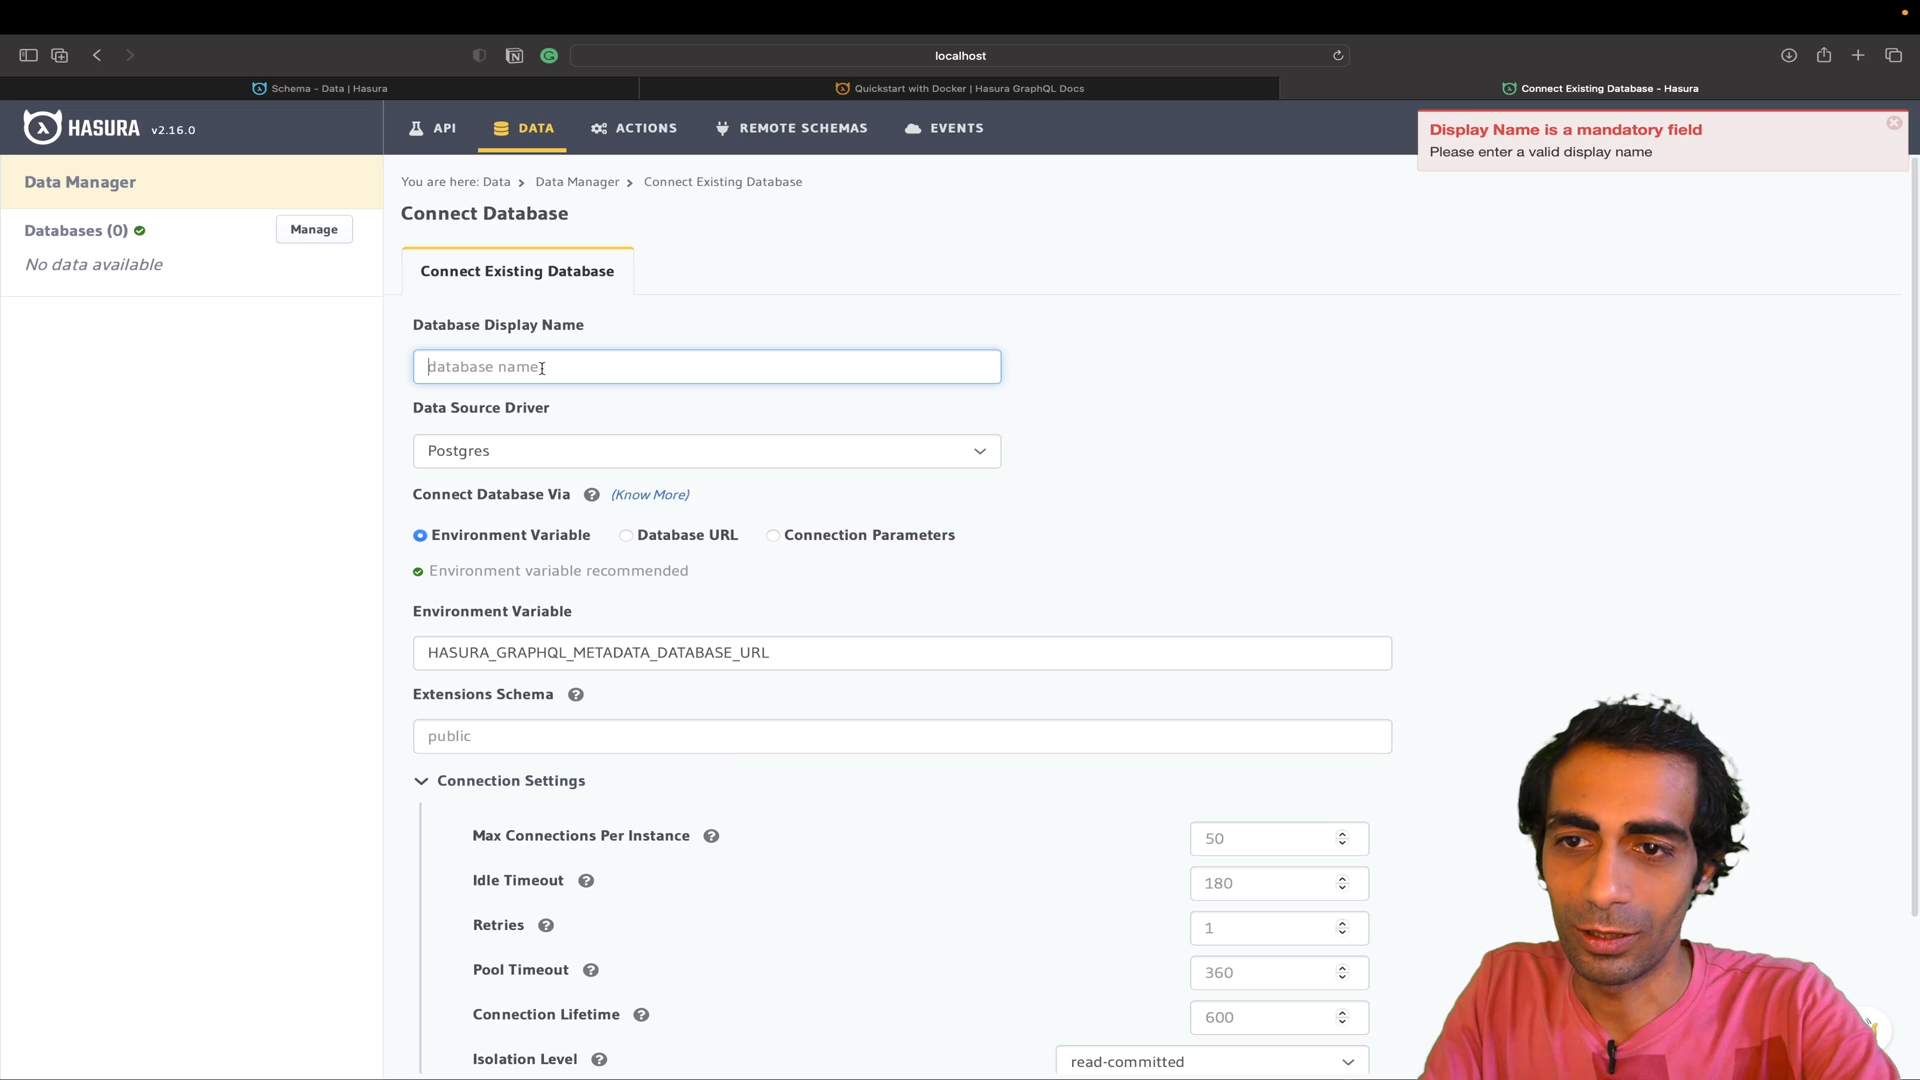 localhost
Schema - Data | Hasura
Quickstart with Docker | Hasura GraphQL Docs
Connect Existing Database - Hasura
HASURA v2.16.0
API
DATA
ACTIONS
REMOTE SCHEMAS
EVENTS
Display Name is a mandatory field
Please enter a valid display name
Data Manager
Databases (0)
Manage
No data available
You are here: Data > Data Manager > Connect Existing Database
Connect Database
Connect Existing Database
Database Display Name
database name
Data Source Driver
Postgres
Connect Database Via ? (Know More)
Environment Variable
Database URL
Connection Parameters
Environment variable recommended
Environment Variable
HASURA_GRAPHQL_METADATA_DATABASE_URL
Extensions Schema ?
public
Connection Settings
Max Connections Per Instance ? 50
Idle Timeout ? 180
Retries ? 1
Pool Timeout ? 360
Connection Lifetime ? 600
Isolation Level ? read-committed